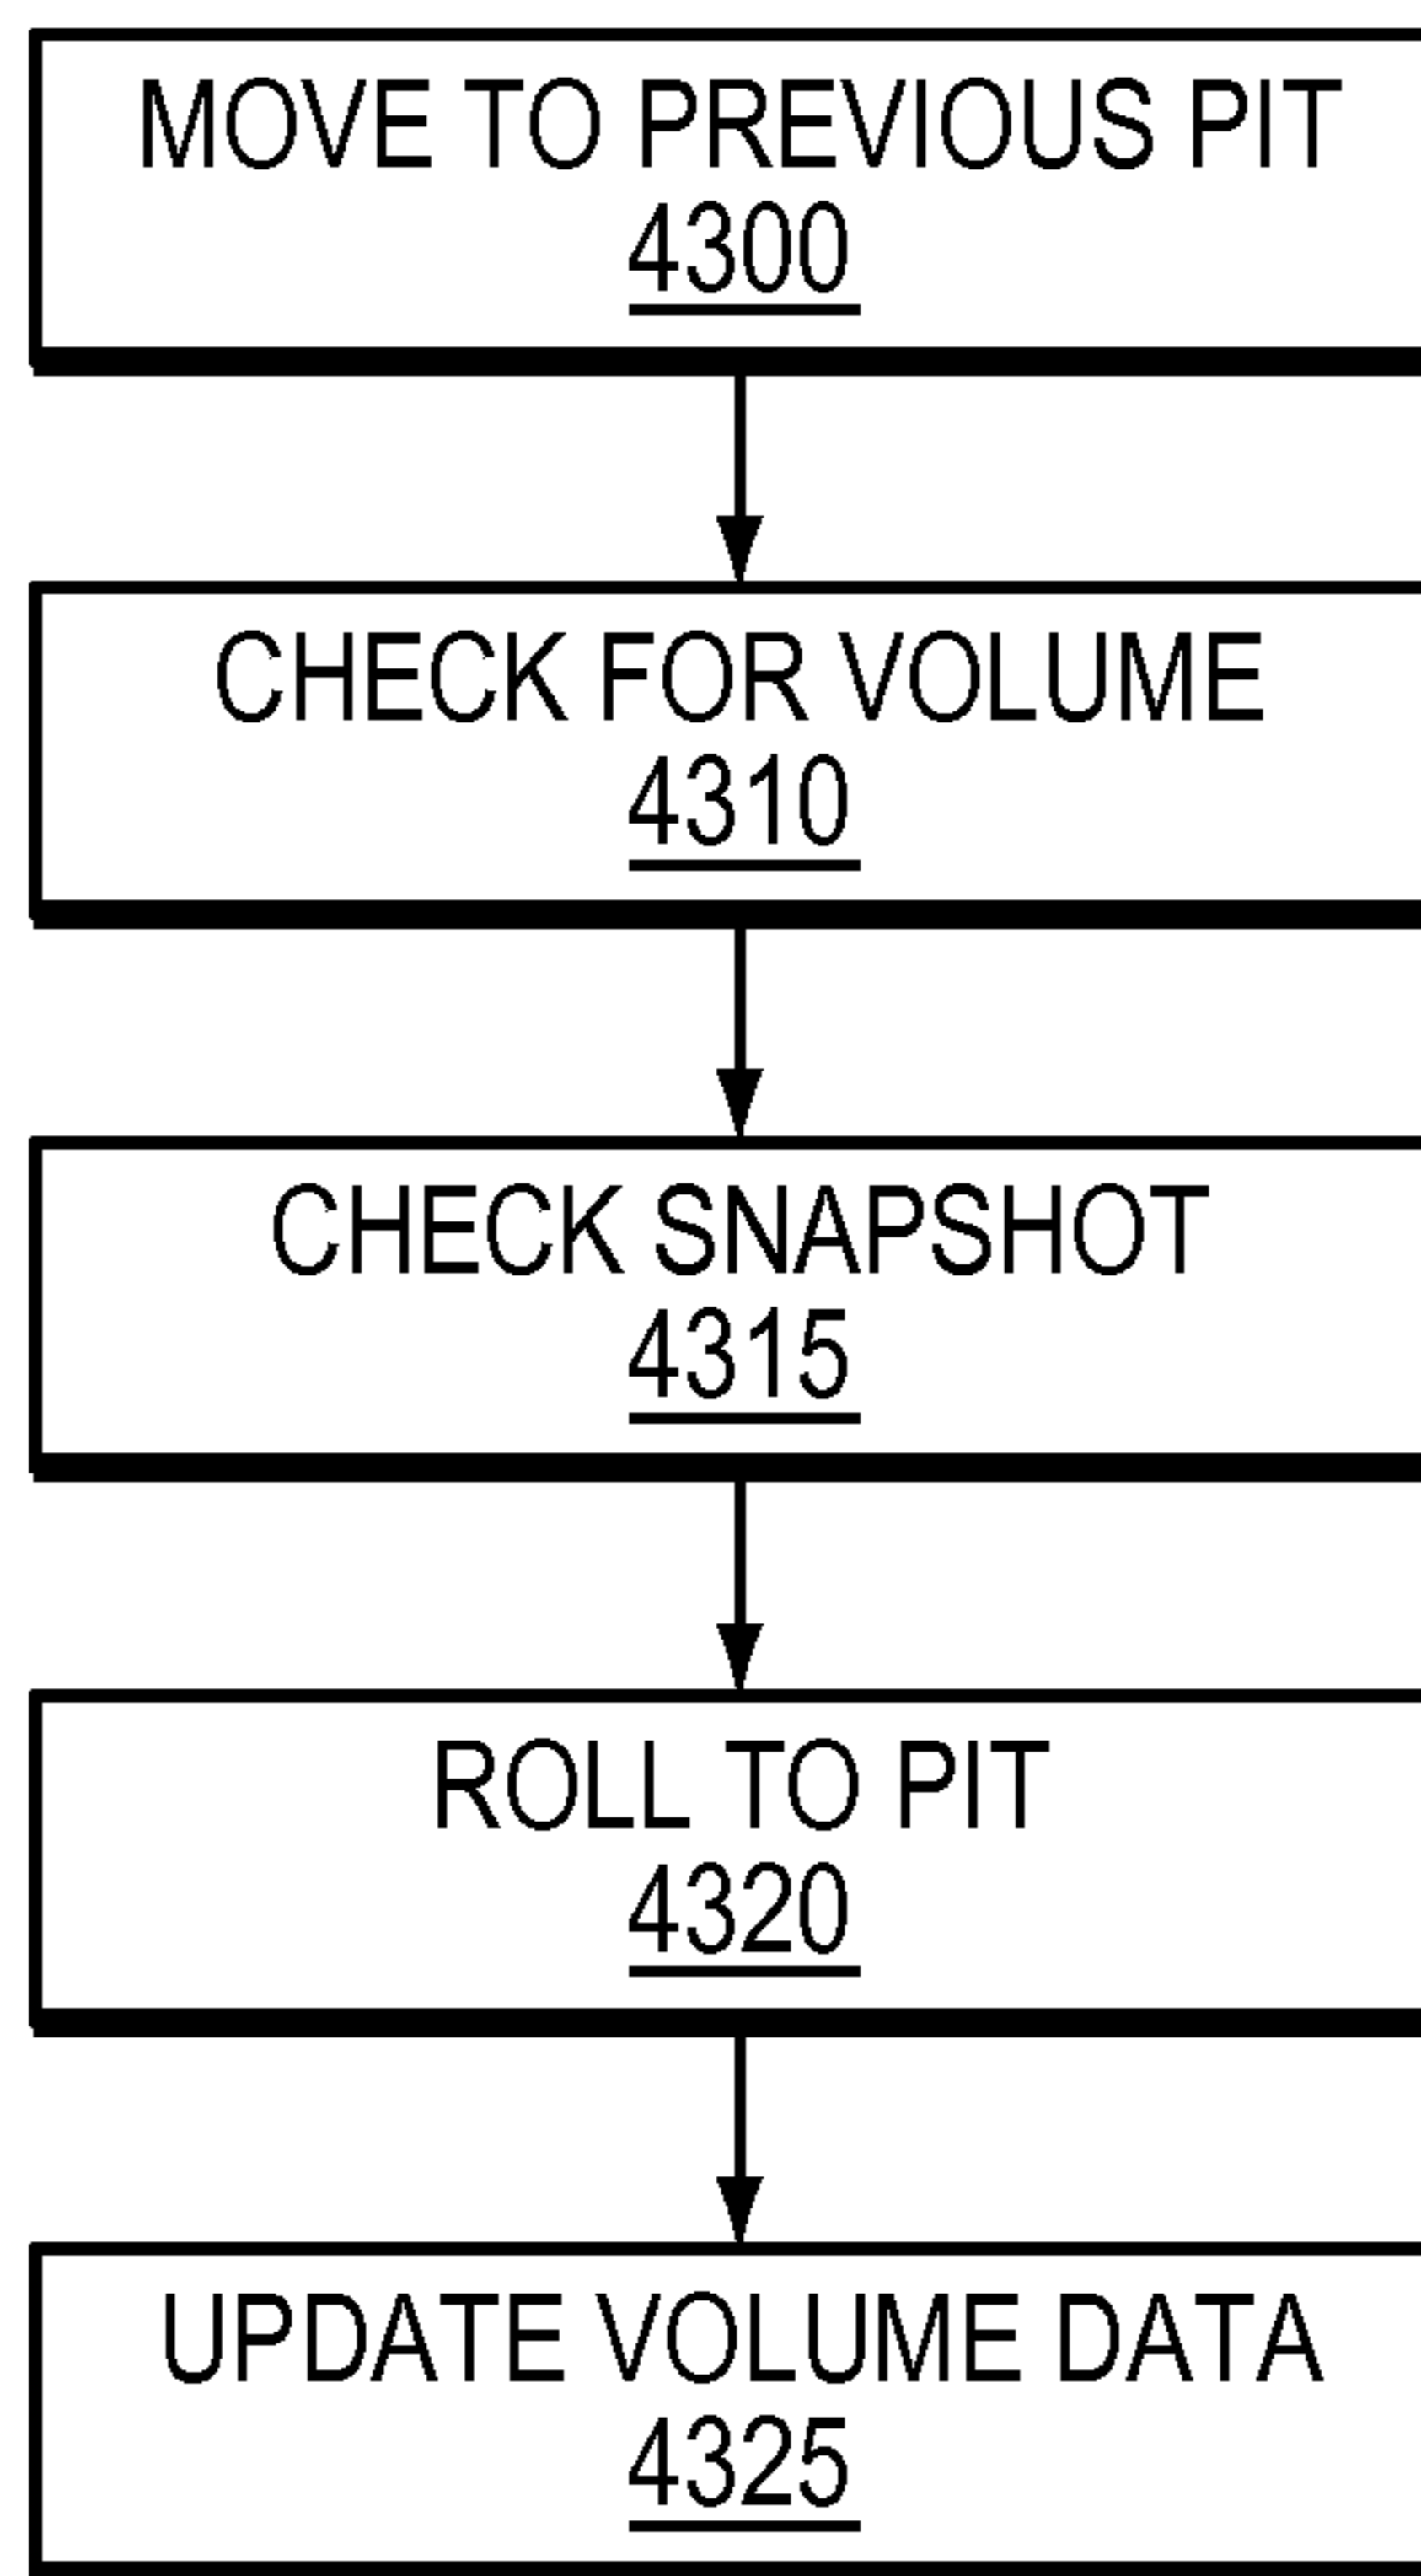 MOVE TO PREVIOUS PIT
4300
CHECK FOR VOLUME
4310
CHECK SNAPSHOT
4315
ROLL TO PIT
4320
UPDATE VOLUME DATA
4325